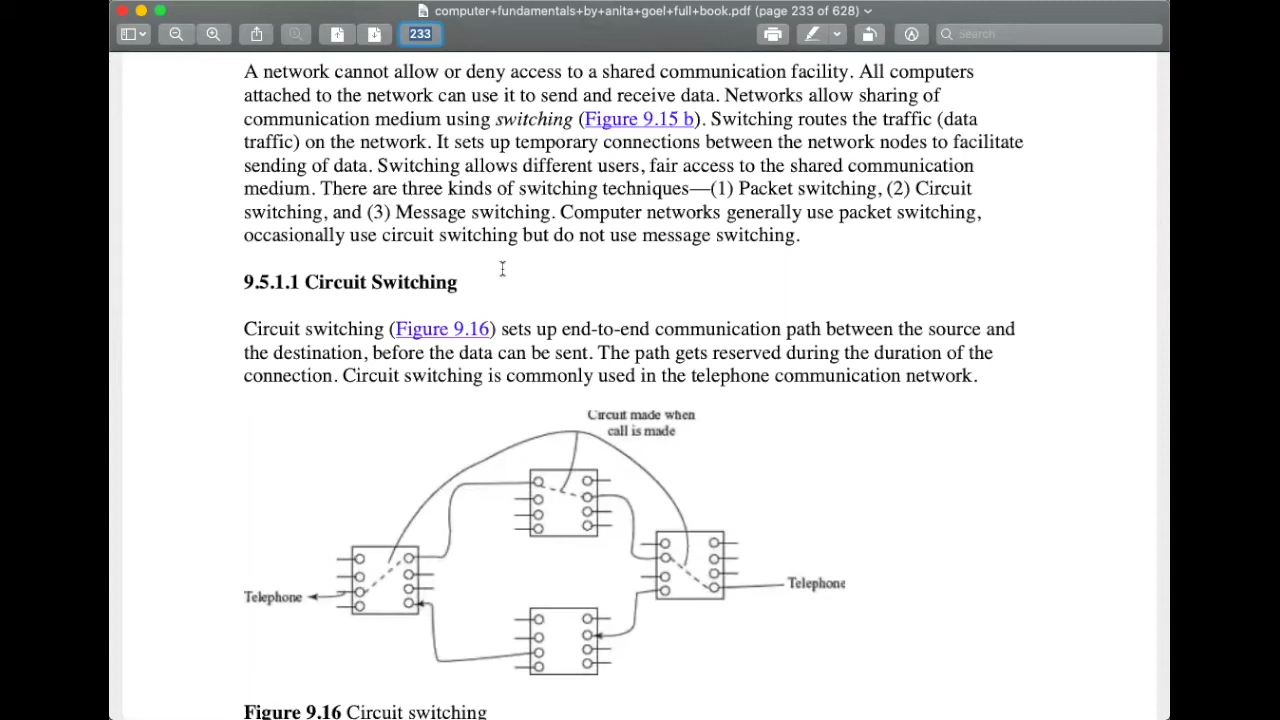 computer+fundamentals+by+anita+goel+full+book.pdf (page 233 of 628)
233
Search
A network cannot allow or deny access to a shared communication facility. All computers
attached to the network can use it to send and receive data. Networks allow sharing of
communication medium using switching (Figure 9.15 b). Switching routes the traffic (data
traffic) on the network. It sets up temporary connections between the network nodes to facilitate
sending of data. Switching allows different users, fair access to the shared communication
medium. There are three kinds of switching techniques—(1) Packet switching, (2) Circuit
switching, and (3) Message switching. Computer networks generally use packet switching,
occasionally use circuit switching but do not use message switching.
9.5.1.1 Circuit Switching
Circuit switching (Figure 9.16) sets up end-to-end communication path between the source and
the destination, before the data can be sent. The path gets reserved during the duration of the
connection. Circuit switching is commonly used in the telephone communication network.
Circuit made when
call is made
Telephone
Telephone
Figure 9.16 Circuit switching